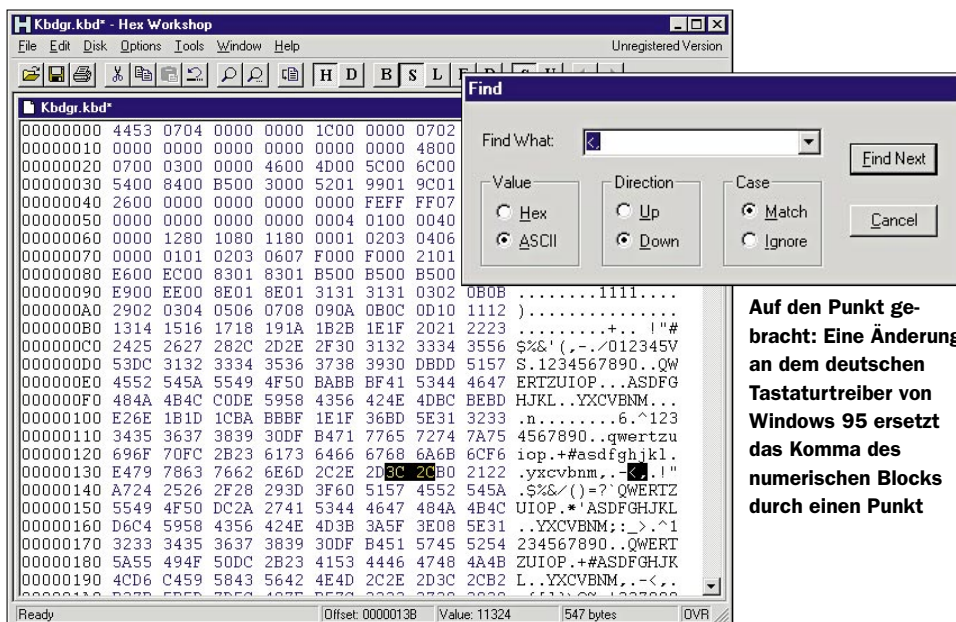 Kbdgr.kbd* - Hex Workshop
File Edit Disk Options Tools Window Help Unregistered Version
H D B S L
Kbdgr.kbd*
00000000 4453 0704 0000 0000 1C00 0000 0702
00000010 0000 0000 0000 0000 0000 0000 4800
00000020 0700 0300 0000 4600 4D00 5C00 6C00
00000030 5400 8400 B500 3000 5201 9901 9C01
00000040 2600 0000 0000 0000 0000 FEFF FF07
00000050 0000 0000 0000 0000 0004 0100 0040
00000060 0000 1280 1080 1180 0001 0203 0406
00000070 0000 0101 0203 0607 F000 F000 2101
00000080 E600 EC00 8301 8301 B500 B500 B500
00000090 E900 EE00 8E01 8E01 3131 3131 0302 0B0B ........1111....
000000A0 2902 0304 0506 0708 090A 0B0C 0D10 1112 )...............
000000B0 1314 1516 1718 191A 1B2B 1E1F 2021 2223 .........+.. !"#
000000C0 2425 2627 282C 2D2E 2F30 3132 3334 3556 $%&'(,-./012345V
000000D0 53DC 3132 3334 3536 3738 3930 DBDD 5157 S.1234567890..QW
000000E0 4552 545A 5549 4F50 BABB BF41 5344 4647 ERTZUIOP...ASDFG
000000F0 484A 4B4C C0DE 5958 4356 424E 4DBC BEBD HJKL..YXCVBNM...
00000100 E26E 1B1D 1CBA BBBF 1E1F 36BD 5E31 3233 .n........6.^123
00000110 3435 3637 3839 30DF B471 7765 7274 7A75 4567890..qwertzu
00000120 696F 70FC 2B23 6173 6466 6768 6A6B 6CF6 iop.+#asdfghjkl.
00000130 E479 7863 7662 6E6D 2C2E 2D3C 2CB0 2122 .yxcvbnm,.-<,.!"
00000140 A724 2526 2F28 293D 3F60 5157 4552 545A .$%&/()=?`QWERTZ
00000150 5549 4F50 DC2A 2741 5344 4647 484A 4B4C UIOP.*'ASDFGHJKL
00000160 D6C4 5958 4356 424E 4D3B 3A5F 3E08 5E31 ..YXCVBNM;:_>.^1
00000170 3233 3435 3637 3839 30DF B451 5745 5254 234567890..QWERT
00000180 5A55 494F 50DC 2B23 4153 4446 4748 4A4B ZUIOP.+#ASDFGHJK
00000190 4CD6 C459 5843 5642 4E4D 2C2E 2D3C 2CB2 L..YXCVBNM,.-<,.
Ready Offset: 0000013B Value: 11324 547 bytes OVR
Find
Find What: <, Find Next
Value Direction Case
Hex Up Match Cancel
ASCII Down Ignore
Auf den Punkt ge-
bracht: Eine Änderung
an dem deutschen
Tastaturtreiber von
Windows 95 ersetzt
das Komma des
numerischen Blocks
durch einen Punkt